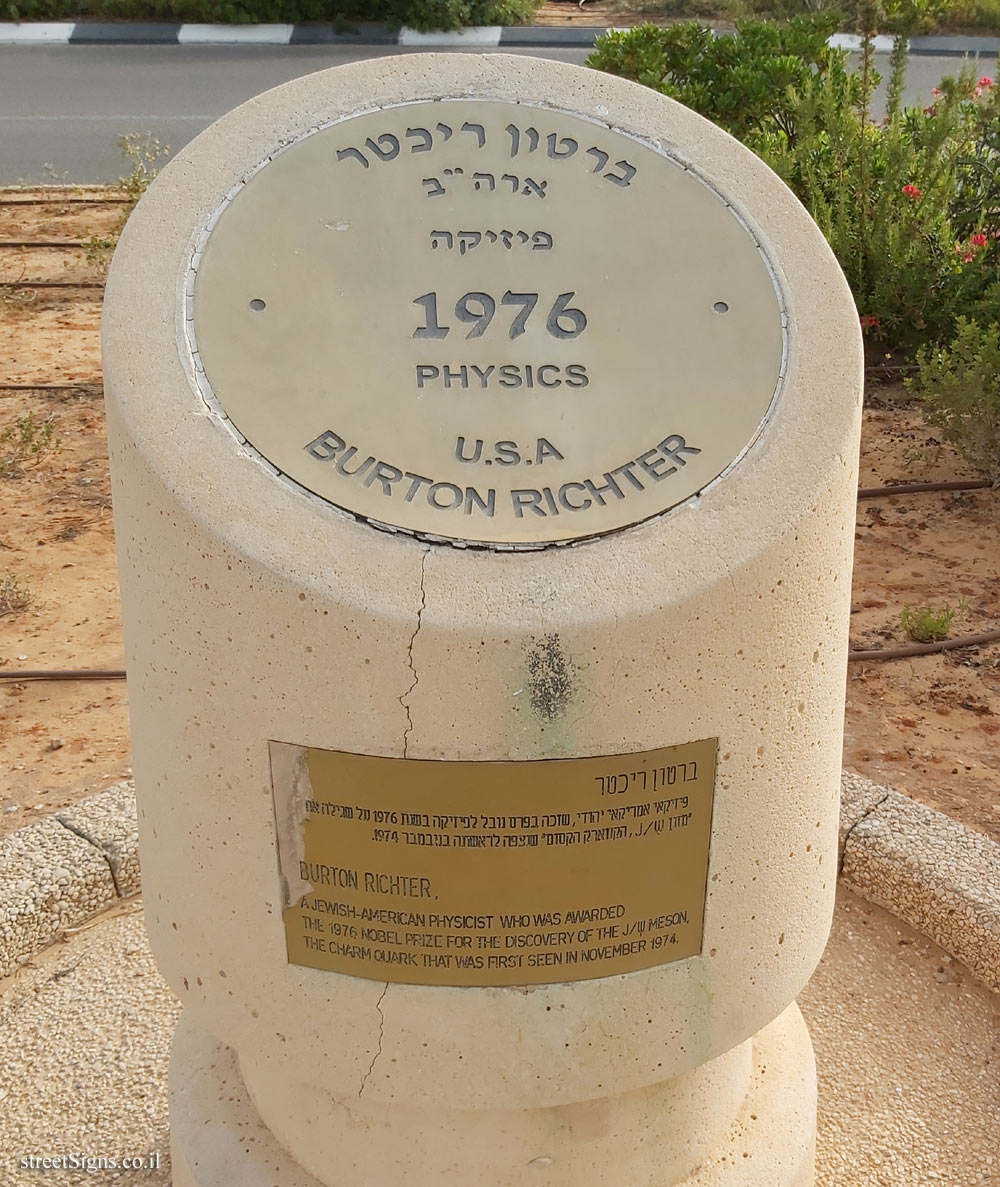 ברטון ריכטר
ארה"ב
פיזיקה
1976
PHYSICS
U.S.A
BURTON RICHTER
ברטון ריכטר
פיזיקאי אמריקאי יהודי, שזכה בפרס נובל לפיזיקה בשנת 1976 על שגילה את
"מזון J/ψ, הקווארק הקסום" שנצפה לראשונה בנובמבר 1974.
BURTON RICHTER,
A JEWISH-AMERICAN PHYSICIST WHO WAS AWARDED
THE 1976 NOBEL PRIZE FOR THE DISCOVERY OF THE J/ψ MESON,
THE CHARM QUARK THAT WAS FIRST SEEN IN NOVEMBER 1974.
streetSigns.co.il